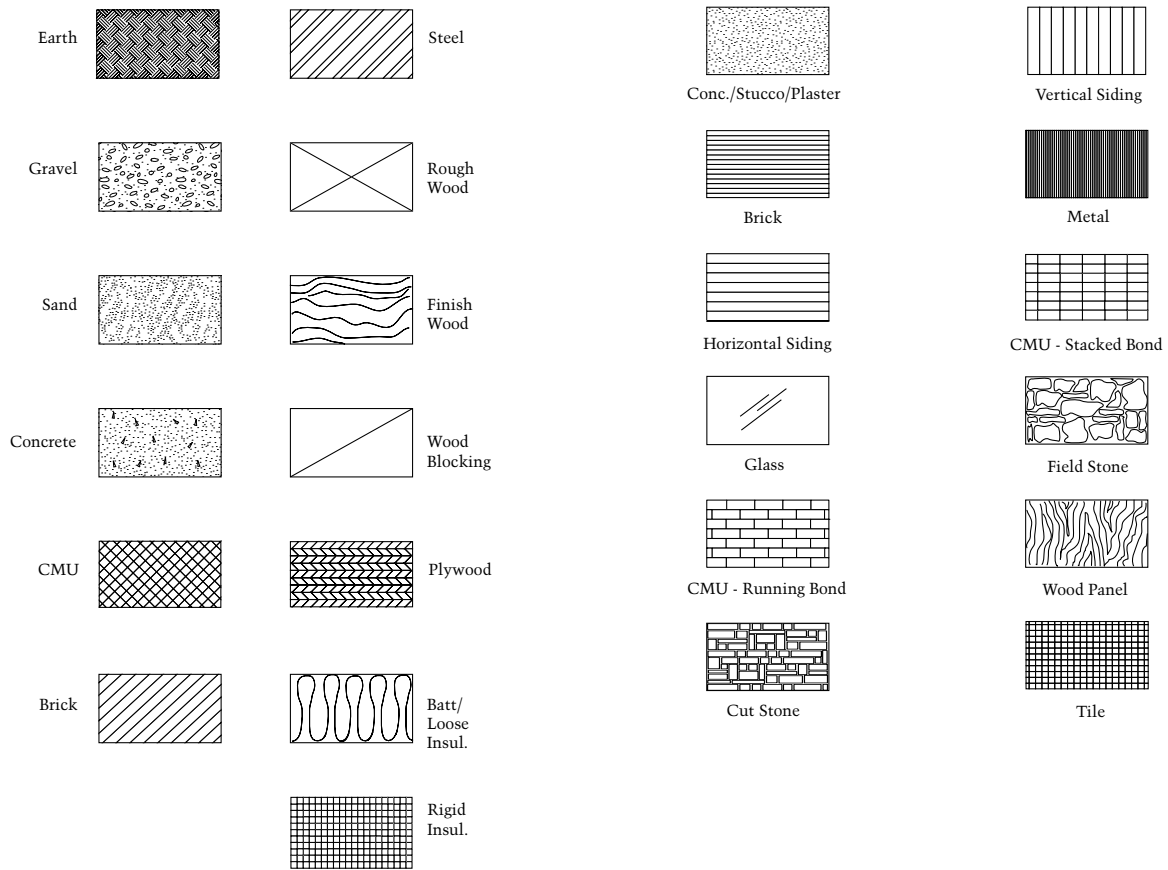 Earth
Steel
Gravel
Rough
Wood
Sand
Finish
Wood
Concrete
Wood
Blocking
CMU
Plywood
Brick
Batt/
Loose
Insul.
Rigid
Insul.
Conc./Stucco/Plaster
Vertical Siding
Brick
Metal
Horizontal Siding
CMU - Stacked Bond
Glass
Field Stone
CMU - Running Bond
Wood Panel
Cut Stone
Tile